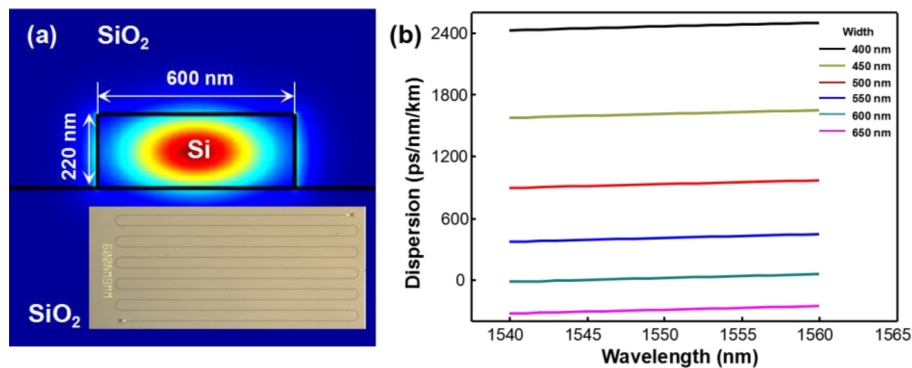 (a)
SiO2
600 nm
220 nm
Si
600NM9MM
SiO2
(b)
Dispersion (ps/nm/km)
2400
1800
1200
600
0
Width
400 nm
450 nm
500 nm
550 nm
600 nm
650 nm
1540
1545
1550
1555
1560
1565
Wavelength (nm)